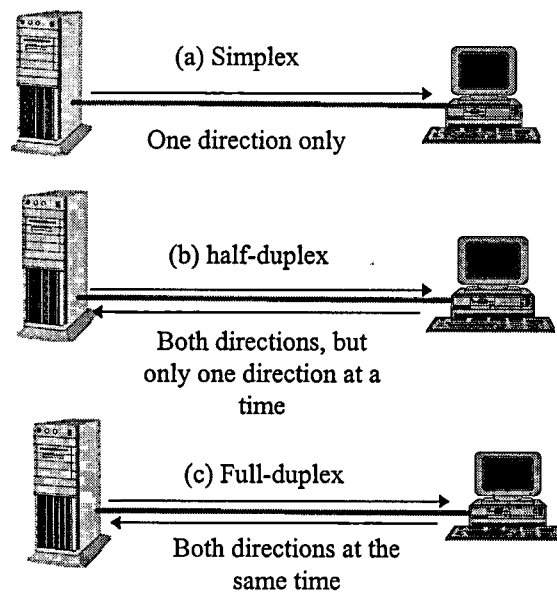 (a) Simplex
One direction only
(b) half-duplex
Both directions, but
only one direction at a
time
(c) Full-duplex
Both directions at the
same time